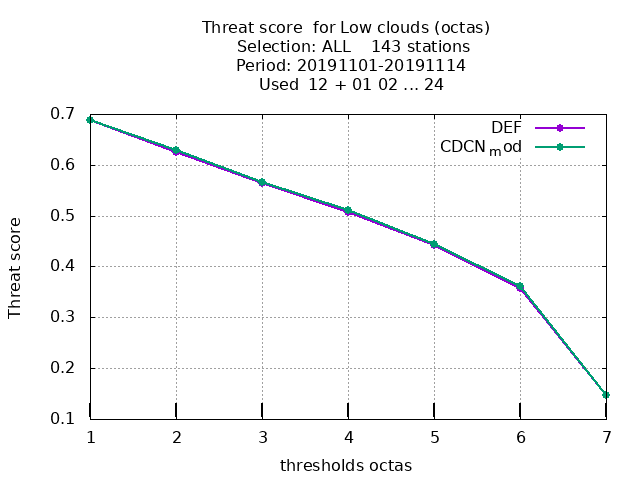 Threat score  for Low clouds (octas)
Selection: ALL    143 stations
Period: 20191101-20191114
Used  12 + 01 02 ... 24
DEF
CDCN_mod
0.7
0.6
0.5
0.4
0.3
0.2
0.1
Threat score
1 2 3 4 5 6 7
thresholds octas